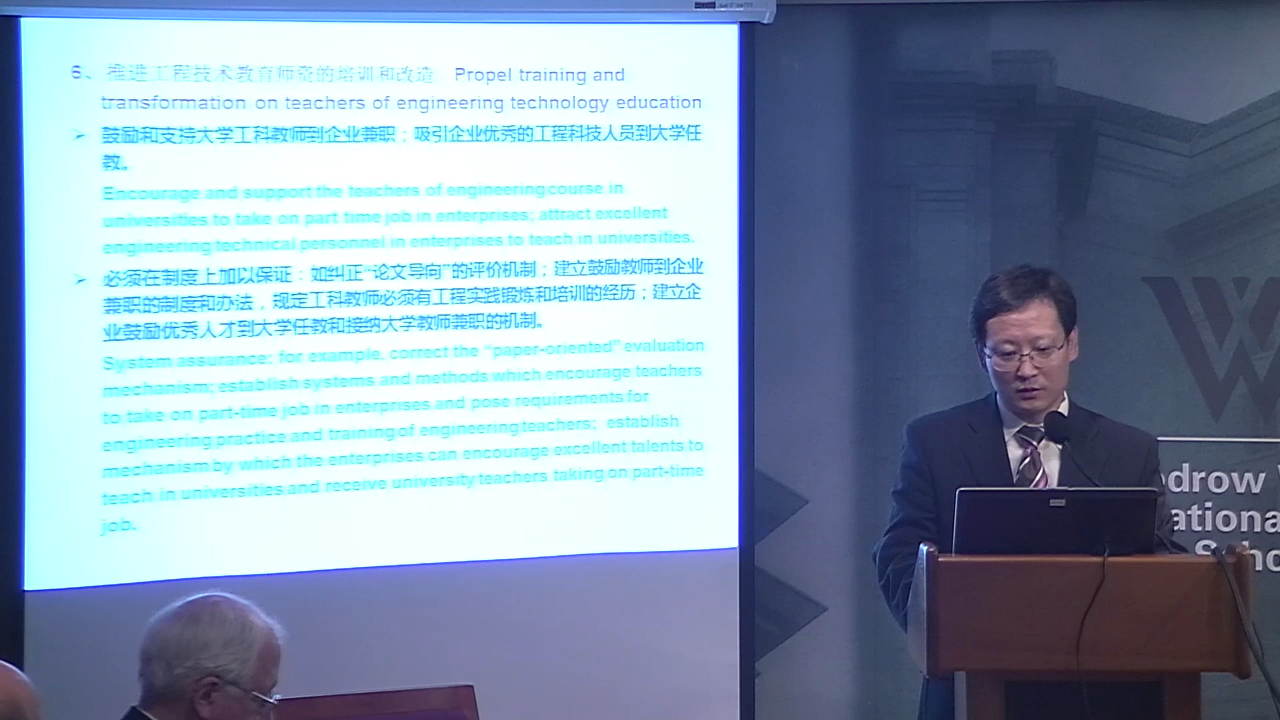 6、推进工程技术教育师资的培训和改造 Propel training and
transformation on teachers of engineering technology education
➢ 鼓励和支持大学工科教师到企业兼职；吸引企业优秀的工程科技人员到大学任
教。
Encourage and support the teachers of engineering course in
universities to take on part time job in enterprises; attract excellent
engineering technical personnel in enterprises to teach in universities.
➢ 必须在制度上加以保证：如纠正“论文导向”的评价机制；建立鼓励教师到企业
兼职的制度和办法，规定工科教师必须有工程实践锻炼和培训的经历；建立企
业鼓励优秀人才到大学任教和接纳大学教师兼职的机制。
System assurance: for example, correct the “paper-oriented” evaluation
mechanism; establish systems and methods which encourage teachers
to take on part-time job in enterprises and pose requirements for
engineering practice and training of engineering teachers; establish
mechanism by which the enterprises can encourage excellent talents to
teach in universities and receive university teachers taking on part-time
job.
W
drow
ationa
Scho